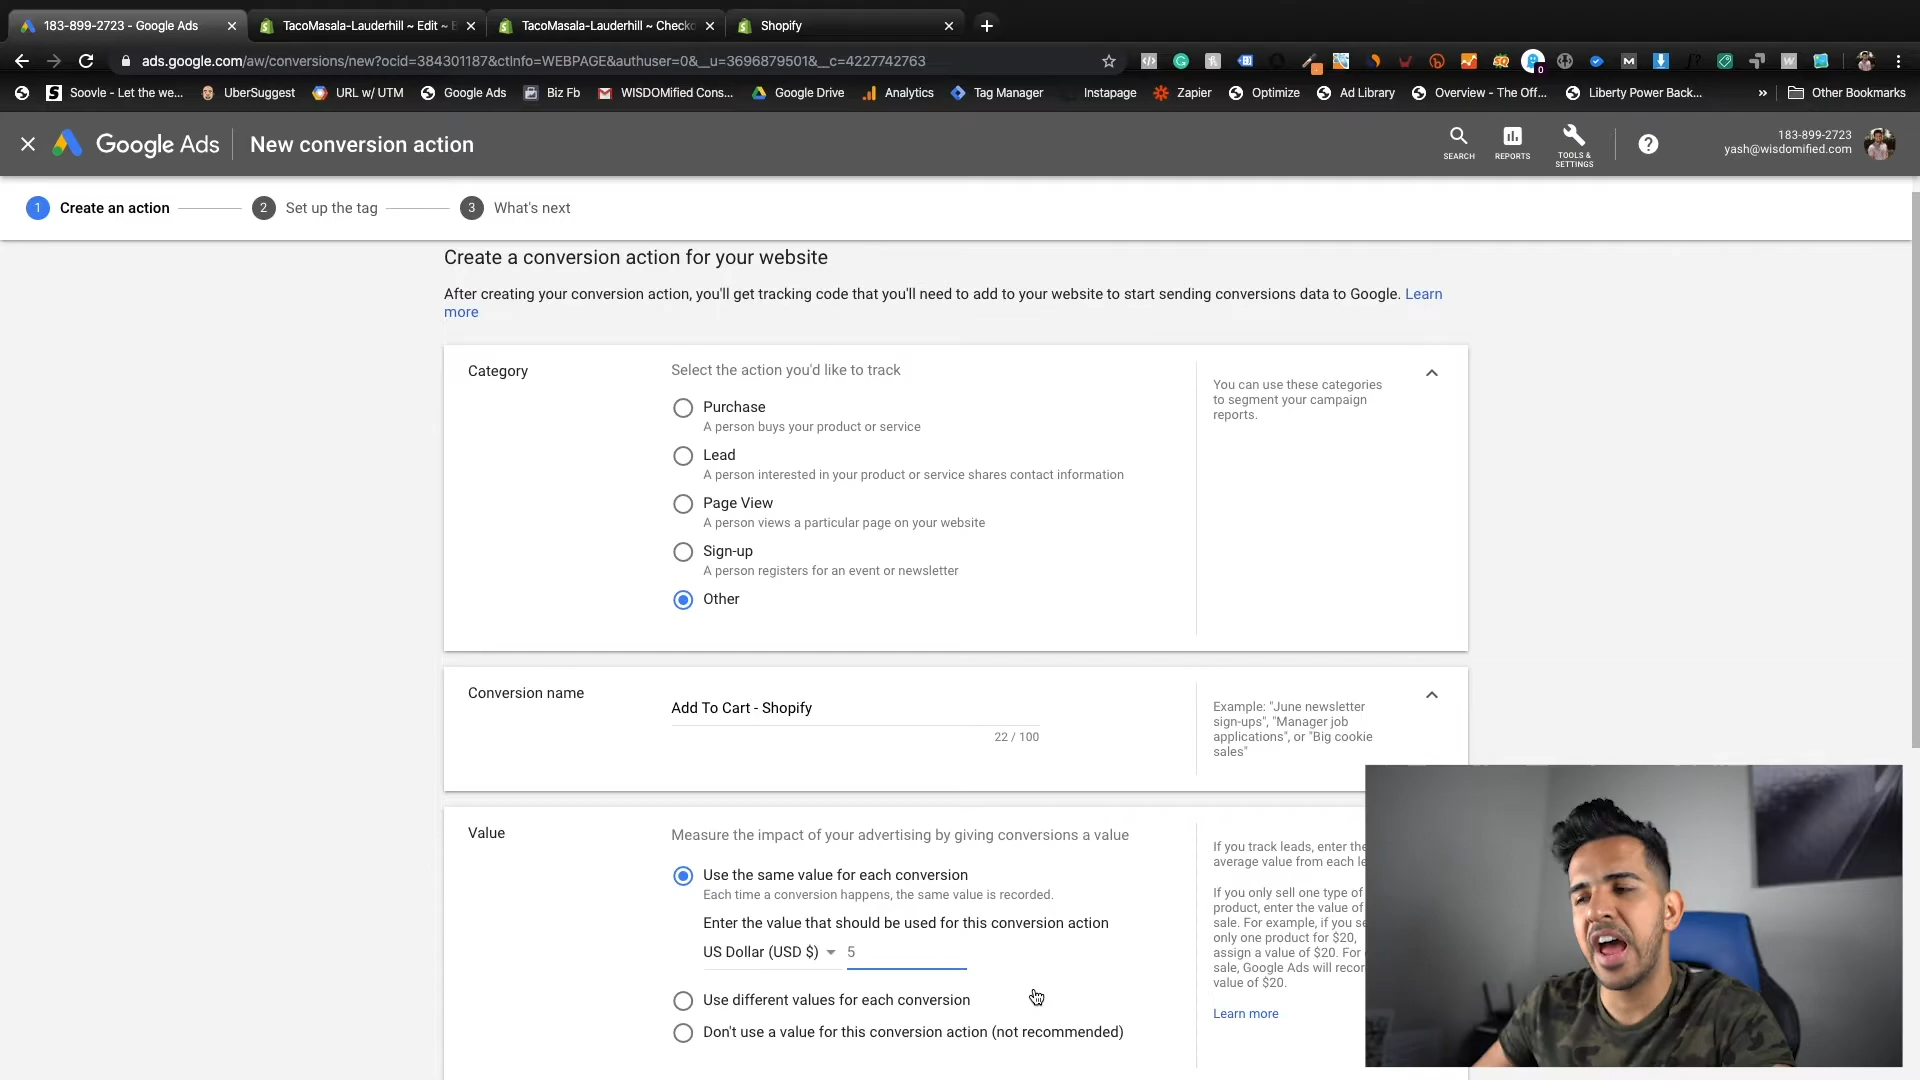 183-899-2723 - Google Ads
TacoMasala-Lauderhill ~ Edit ~
TacoMasala-Lauderhill ~ Checko
Shopify
ads.google.com/aw/conversions/new?ocid=384301187&ctInfo=WEBPAGE&authuser=0&__u=3696879501&__c=4227742763
Soovle - Let the we...
UberSuggest
URL w/ UTM
Google Ads
Biz Fb
WISDOMified Cons...
Google Drive
Analytics
Tag Manager
Instapage
Zapier
Optimize
Ad Library
Overview - The Off...
Liberty Power Back...
»
Other Bookmarks
Google Ads
New conversion action
SEARCH
REPORTS
TOOLS &
SETTINGS
?
183-899-2723
yash@wisdomified.com
1 Create an action
2 Set up the tag
3 What's next
Create a conversion action for your website
After creating your conversion action, you'll get tracking code that you'll need to add to your website to start sending conversions data to Google. Learn
more
Category
Select the action you'd like to track
Purchase
A person buys your product or service
Lead
A person interested in your product or service shares contact information
Page View
A person views a particular page on your website
Sign-up
A person registers for an event or newsletter
Other
You can use these categories
to segment your campaign
reports.
Conversion name
Add To Cart - Shopify
22 / 100
Example: "June newsletter
sign-ups", "Manager job
applications", or "Big cookie
sales"
Value
Measure the impact of your advertising by giving conversions a value
Use the same value for each conversion
Each time a conversion happens, the same value is recorded.
Enter the value that should be used for this conversion action
US Dollar (USD $) 5
Use different values for each conversion
Don't use a value for this conversion action (not recommended)
If you track leads, enter the
average value from each le
If you only sell one type of
product, enter the value of
sale. For example, if you se
only one product for $20,
assign a value of $20. For
sale, Google Ads will recor
value of $20.
Learn more